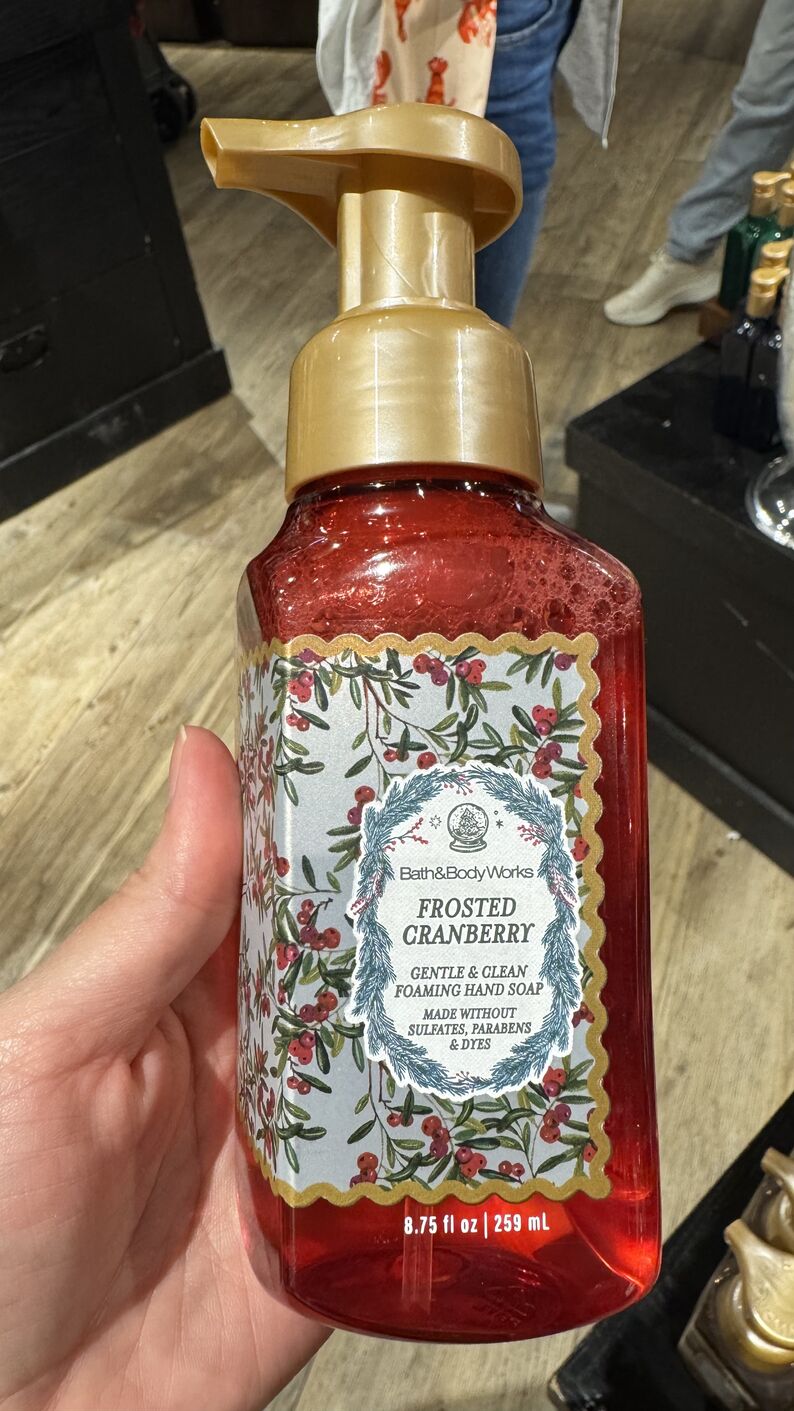 Bath&BodyWorks
FROSTED
CRANBERRY
GENTLE & CLEAN
FOAMING HAND SOAP
MADE WITHOUT
SULFATES, PARABENS
& DYES
8.75 fl oz | 259 mL